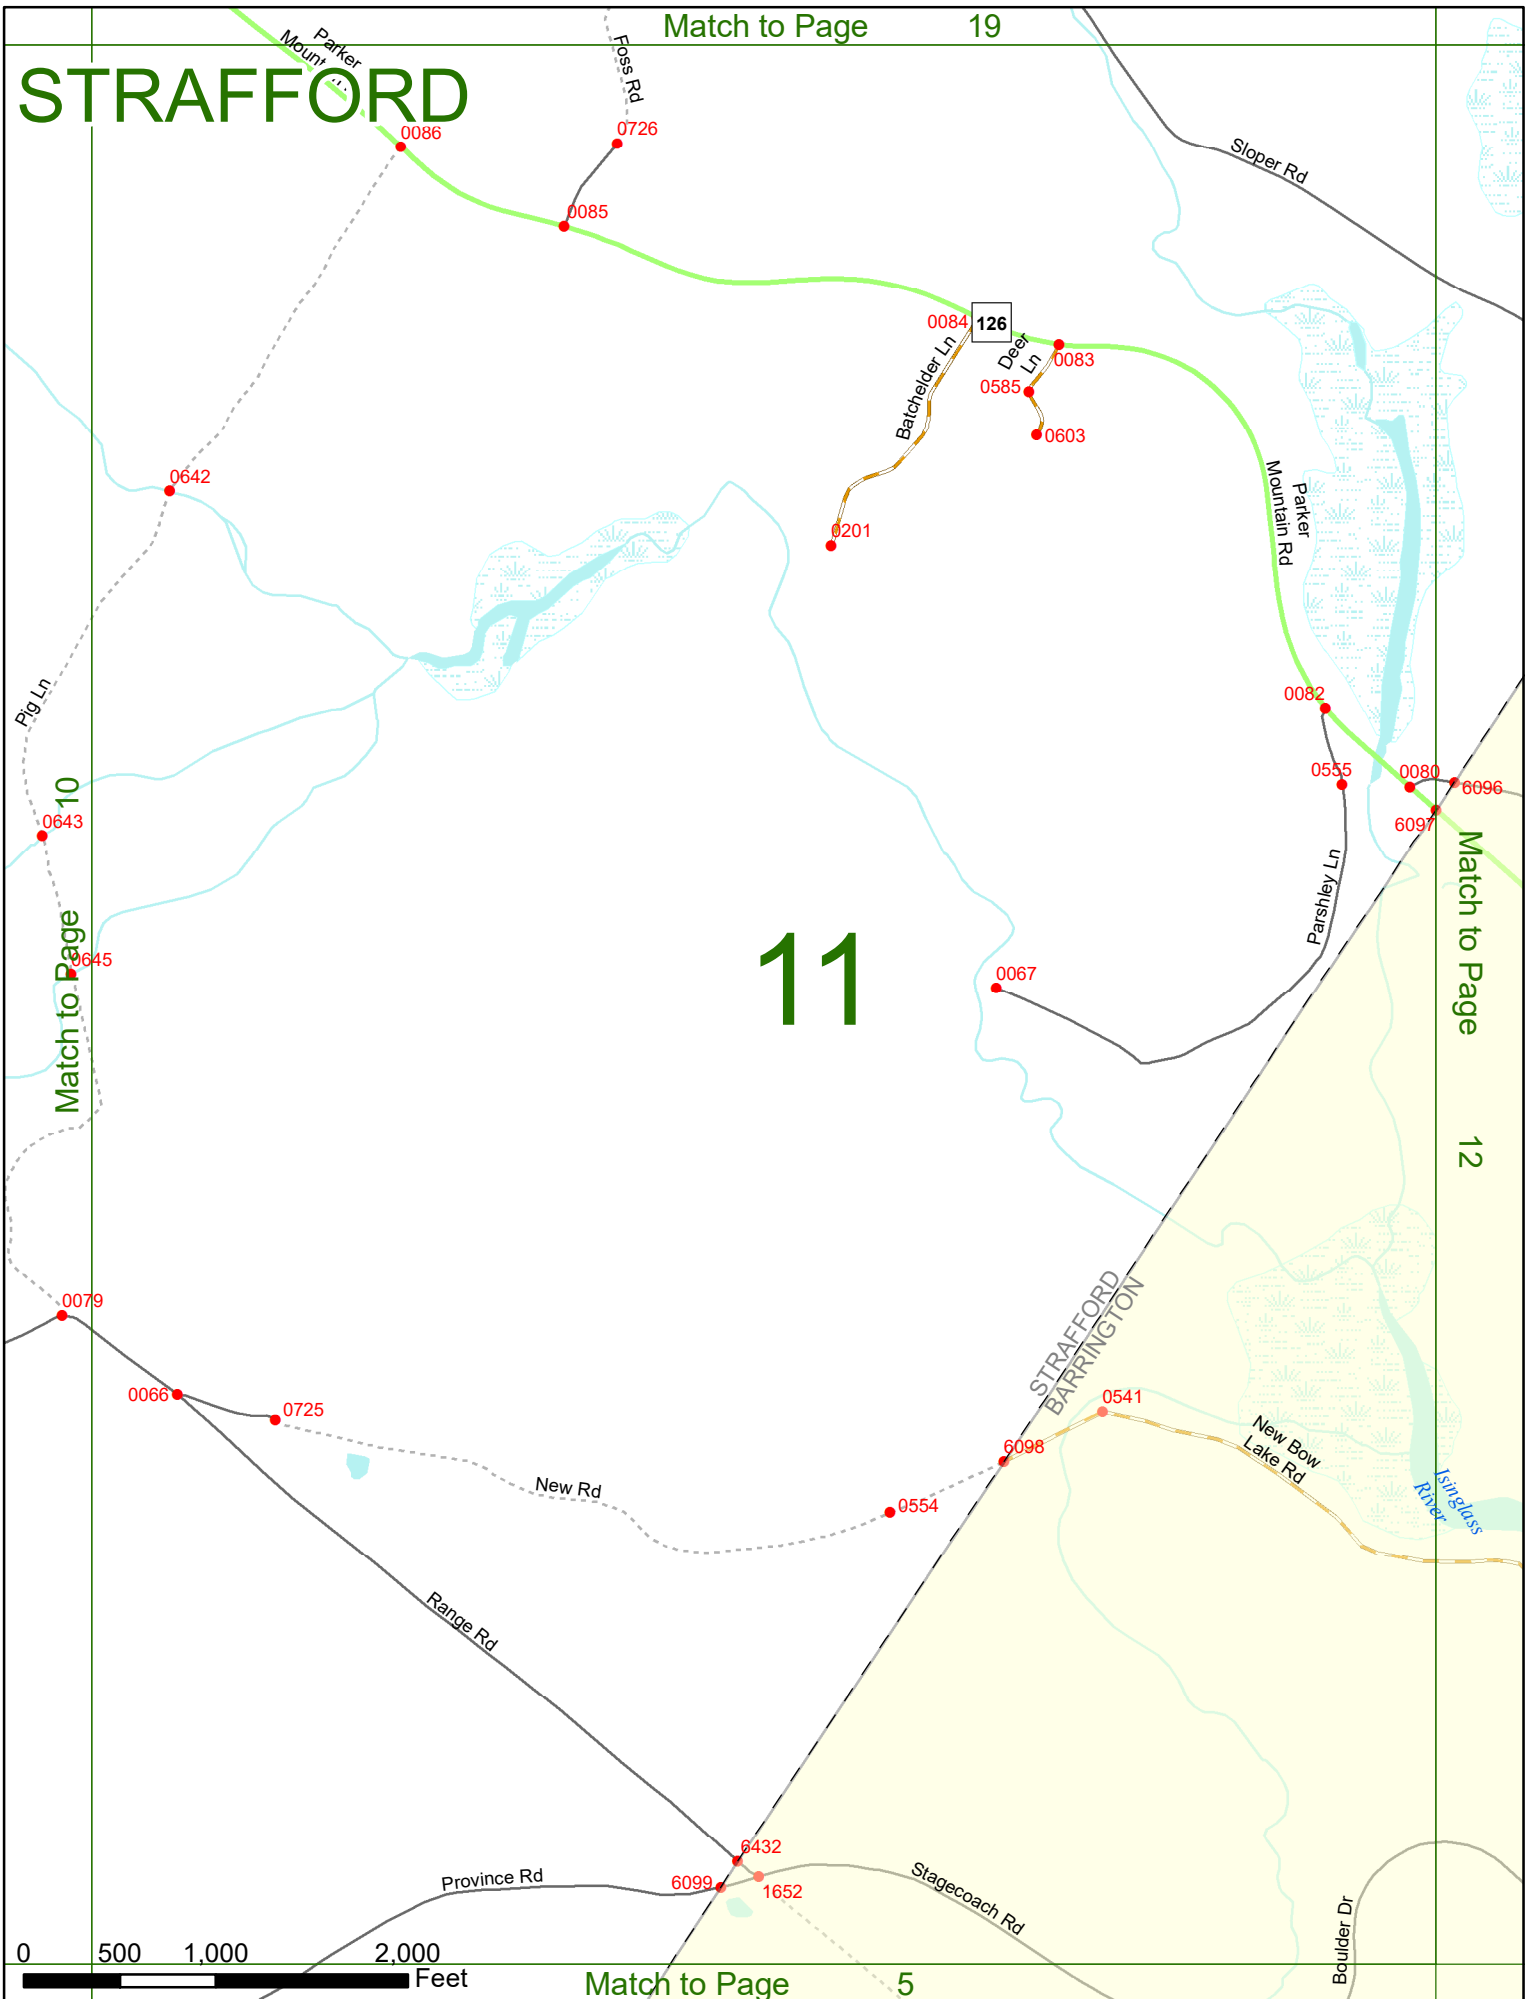 Match to Page 19
STRAFFORD
Parker
Foss Rd
0086
0726
Sloper Rd
0085
0084
126
Deer
Ln
0083
Batchelder Ln
0585
0603
0642
0201
Parker
Mountain Rd
Pig Ln
0082
0555
0080
6096
6097
0643
Match to Page 10
Match to Page 12
Parshley Ln
0645
11
0067
0079
STRAFFORD
BARRINGTON
0066
0725
0541
6098
New Bow
Lake Rd
New Rd
0554
Isinglass
River
Range Rd
6432
Province Rd
6099
1652
Stagecoach Rd
Boulder Dr
0 500 1,000 2,000
Feet
Match to Page 5